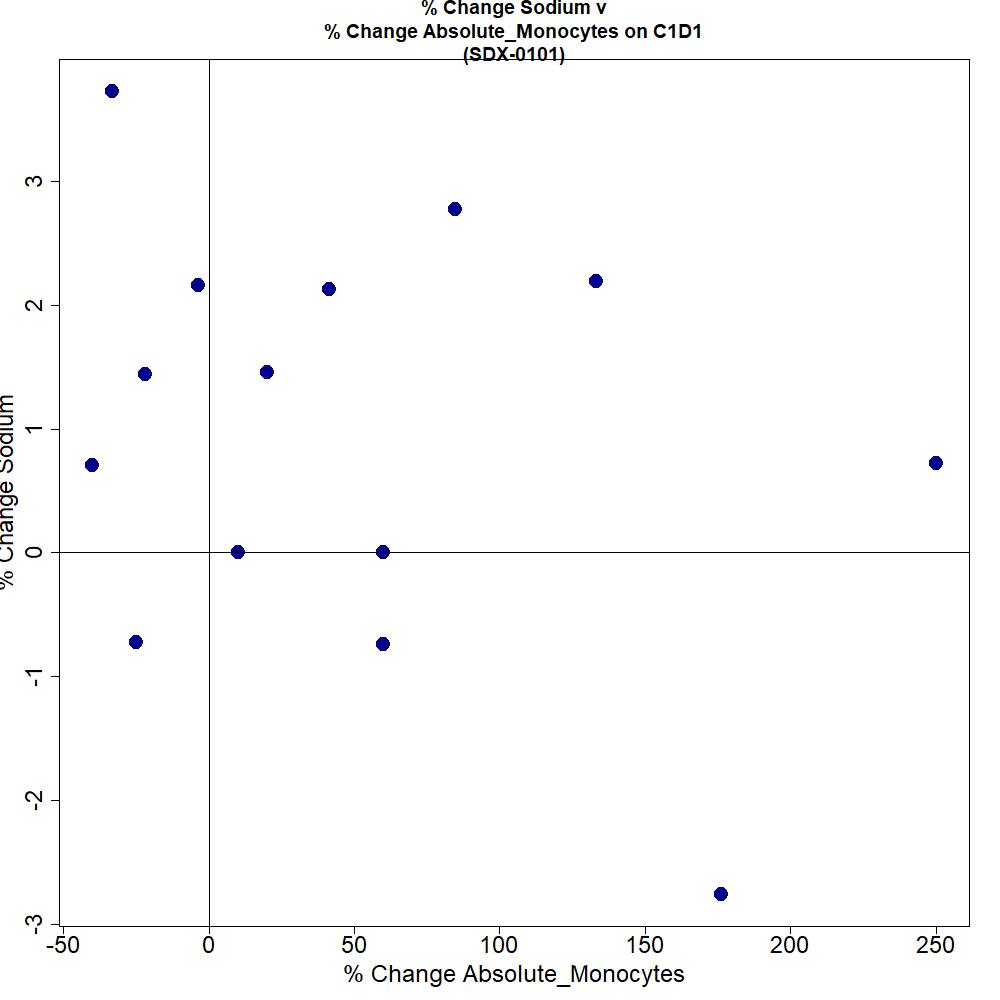 % Change Sodium v
% Change Absolute_Monocytes on C1D1
(SDX-0101)
% Change Sodium
3
2
1
0
-1
-2
-3
-50 0 50 100 150 200 250
% Change Absolute_Monocytes